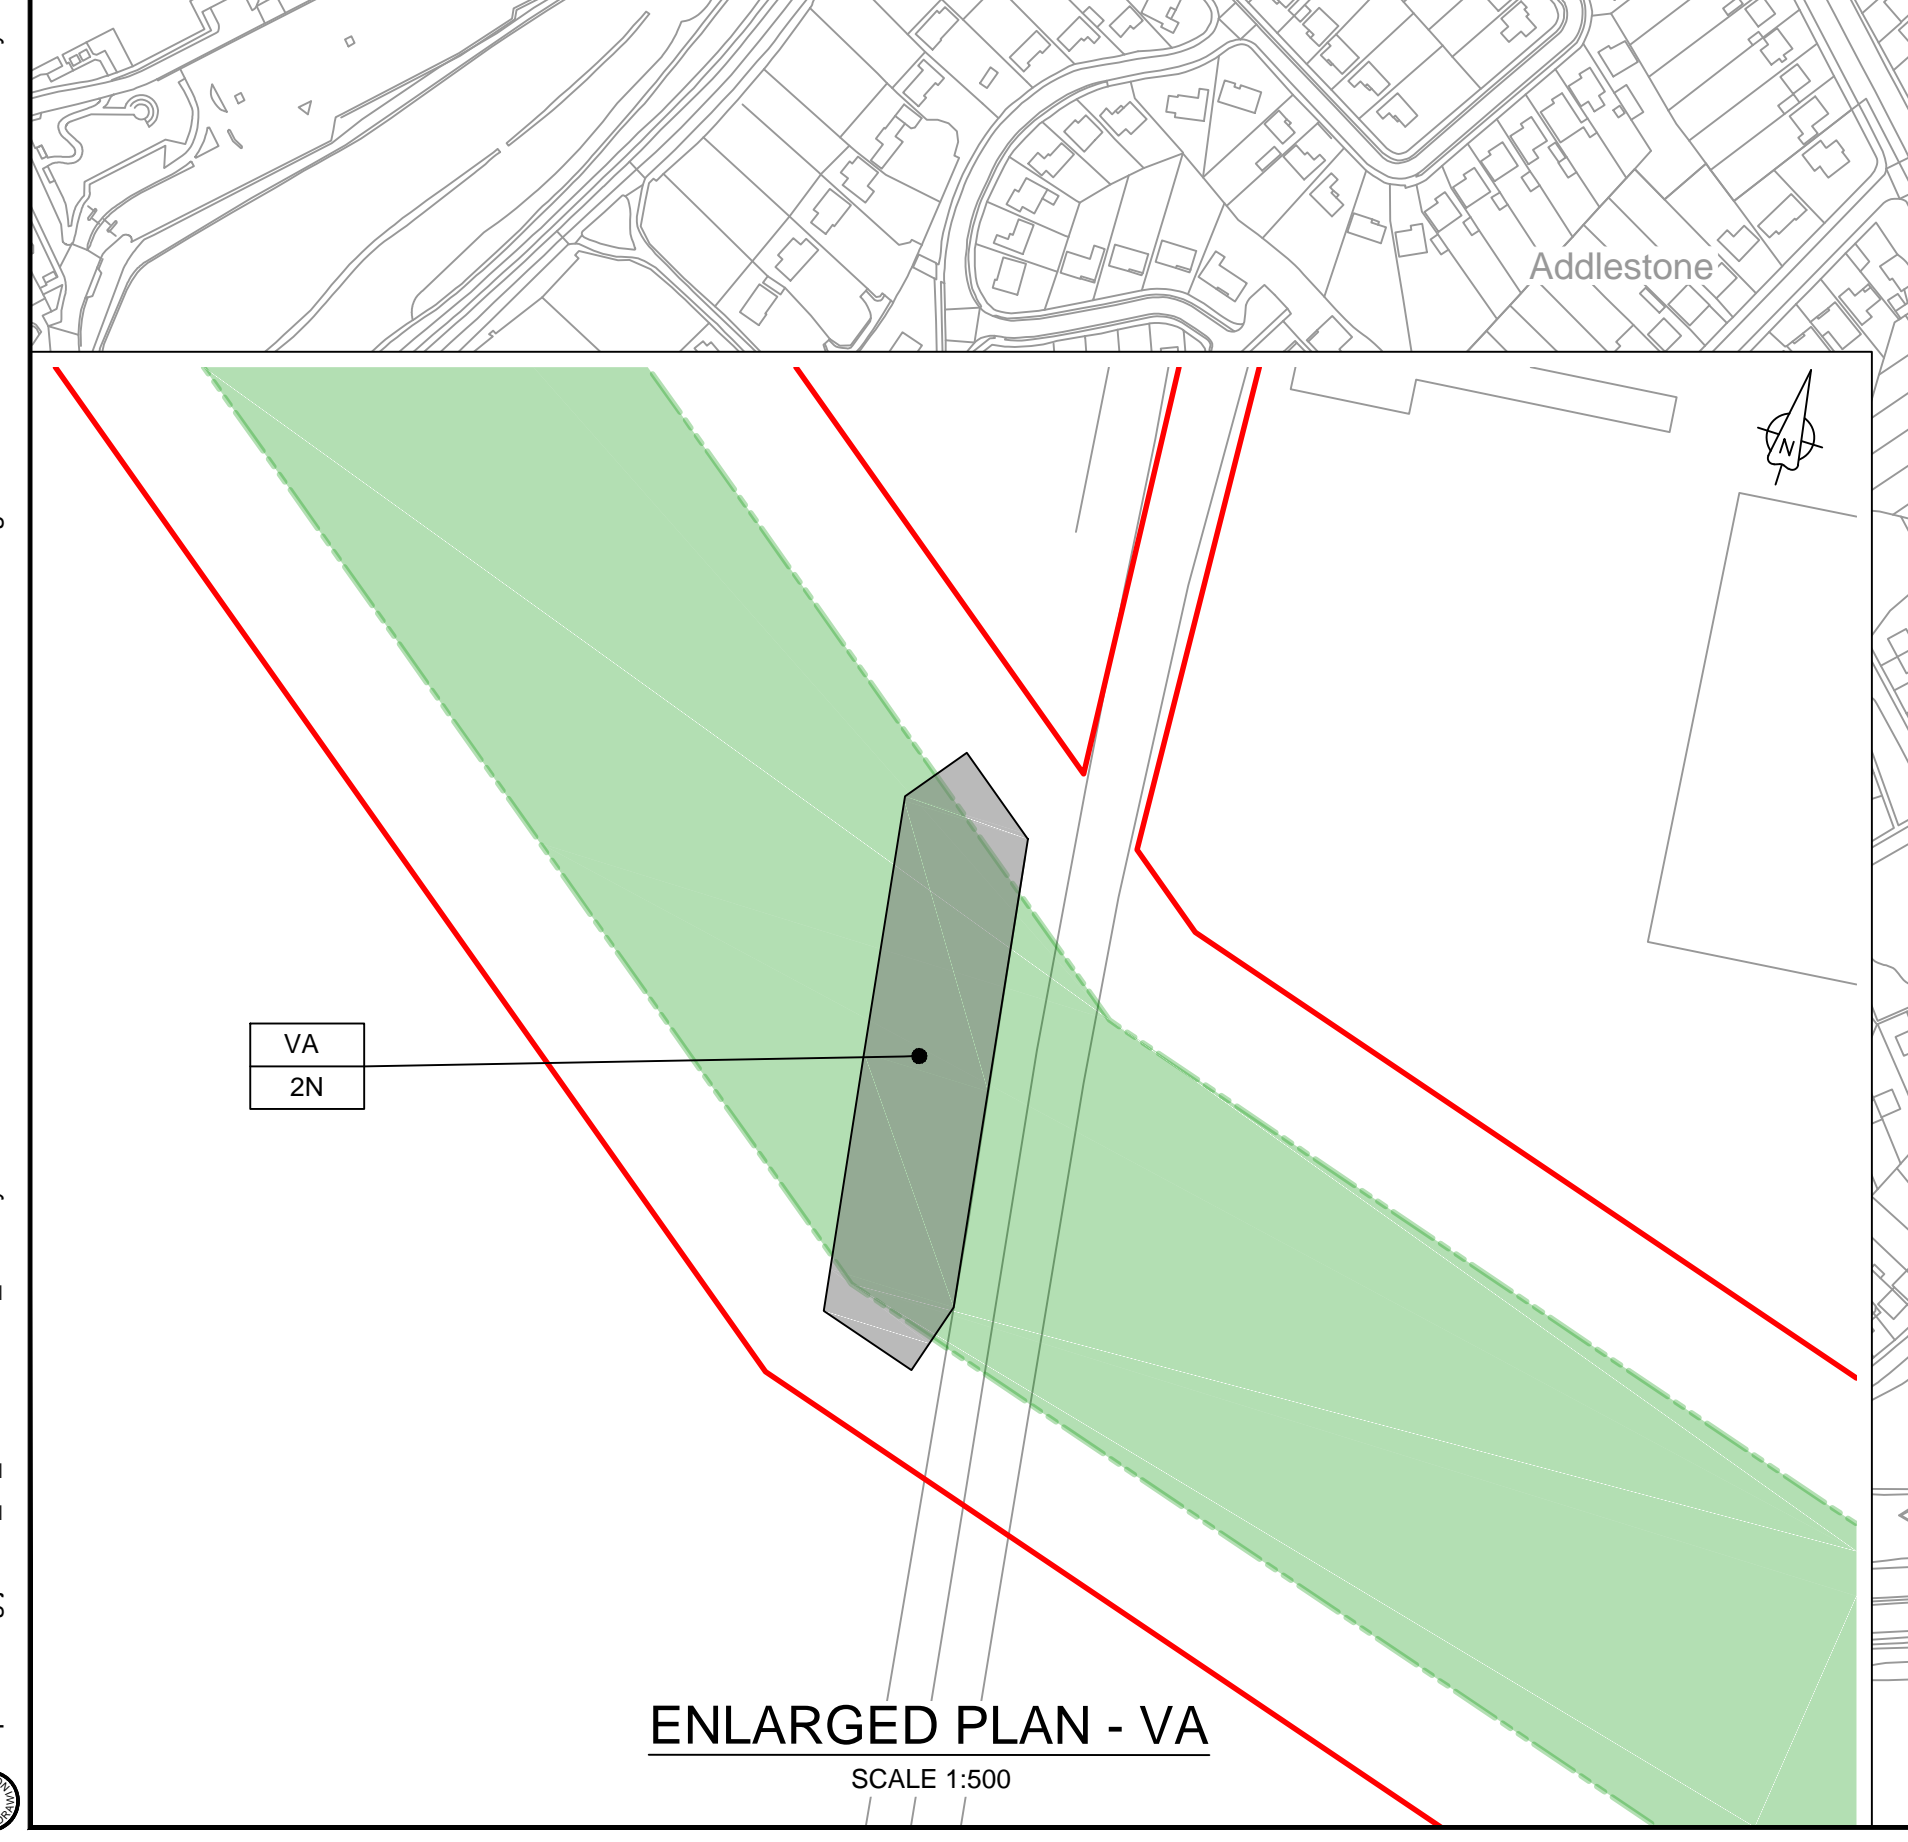 Addlestone
N
VA
2N
ENLARGED PLAN - VA
SCALE 1:500